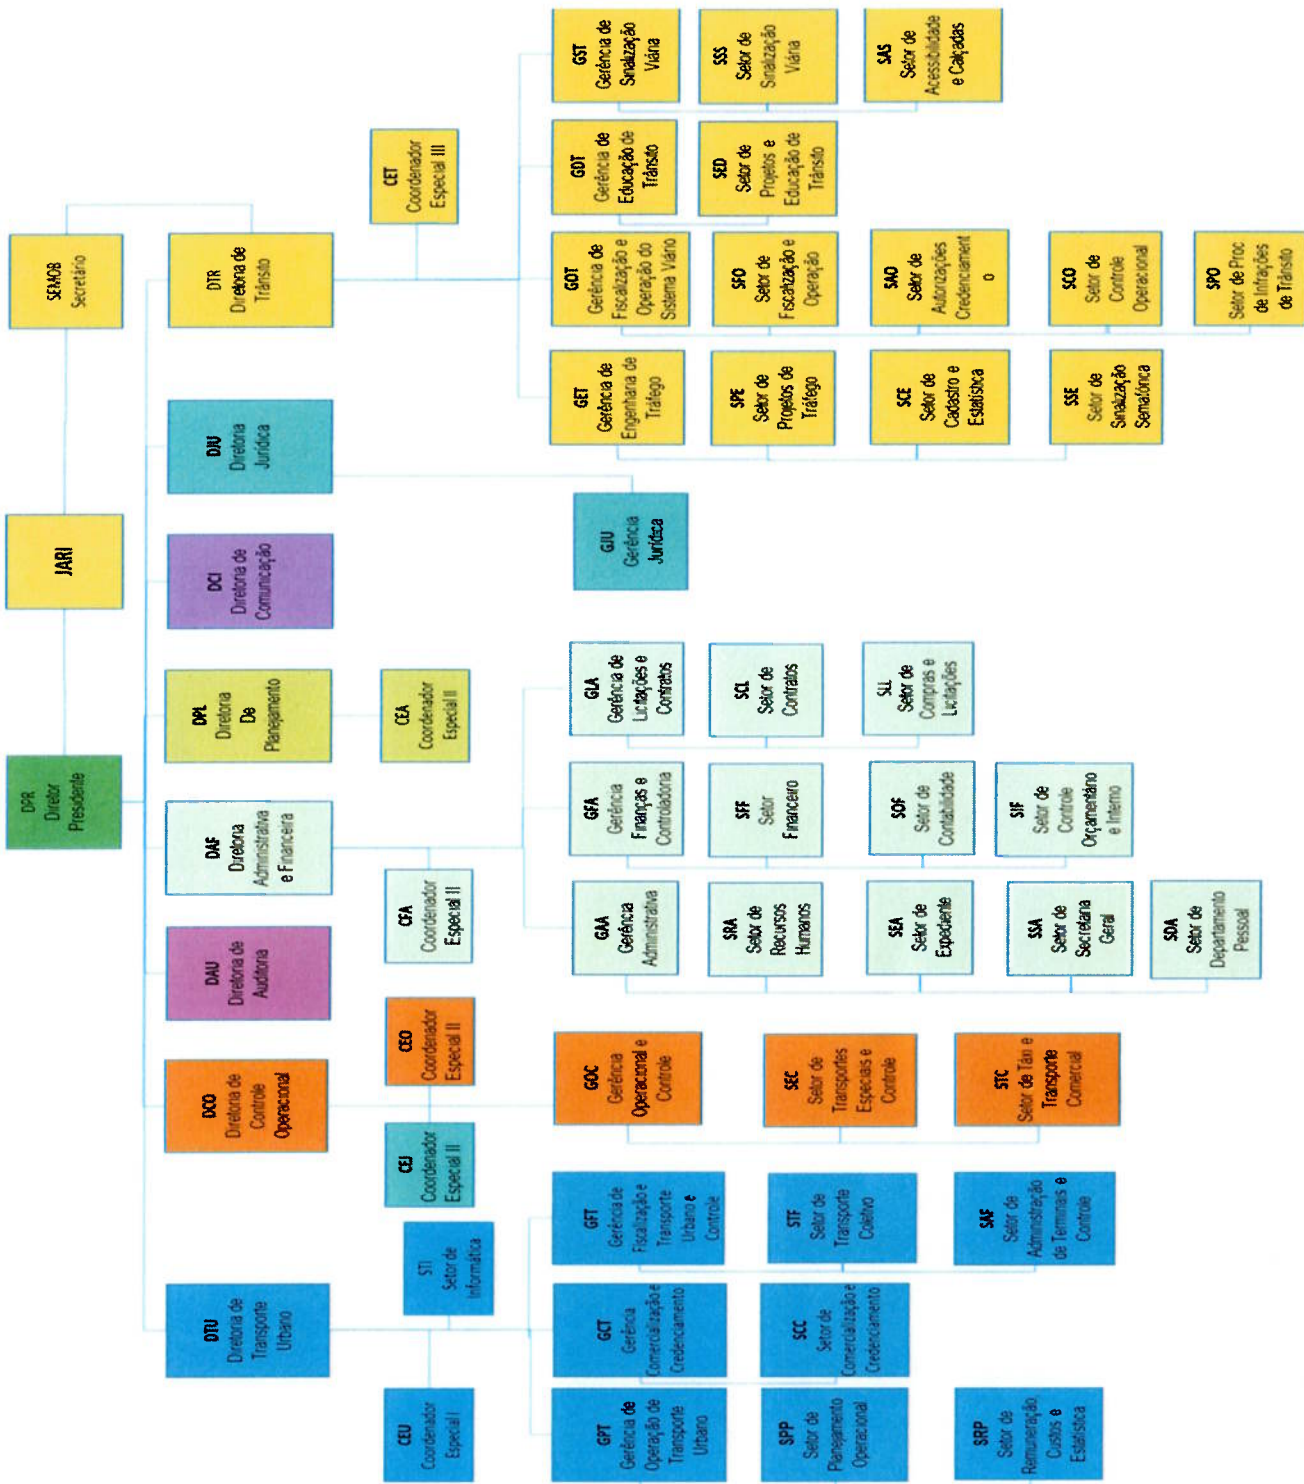 DPR
Diretor
Presidente
JARI
SEMOB
Secretário
DTU
Diretoria de
Transporte
Urbano
DCO
Diretoria de
Controle
Operacional
DAU
Diretoria de
Auditoria
DAF
Diretoria
Administrativa
e Financeira
DPL
Diretoria
De
Planejamento
DCI
Diretoria de
Comunicação
DJU
Diretoria
Jurídica
DTR
Diretoria de
Trânsito
CEU
Coordenador
Especial I
STI
Setor de
Informática
CEJ
Coordenador
Especial II
CEO
Coordenador
Especial II
CFA
Coordenador
Especial II
CEA
Coordenador
Especial II
CET
Coordenador
Especial III
GPT
Gerência de
Operação de
Transporte
Urbano
GCT
Gerência
Comercialização e
Credenciamento
GFT
Gerência de
Fiscalização e
Transporte
Urbano e
Controle
GOC
Gerência
Operacional e
Controle
GAA
Gerência
Administrativa
GFA
Gerência
Finanças e
Controladoria
GLA
Gerência de
Licitações e
Contratos
GJU
Gerência
Jurídica
GET
Gerência de
Engenharia de
Tráfego
GOT
Gerência de
Fiscalização e
Operação do
Sistema Viário
GDT
Gerência de
Educação de
Trânsito
GST
Gerência de
Sinalização
Viária
SPP
Setor de
Planejamento
Operacional
SCC
Setor de
Comercialização e
Credenciamento
STF
Setor de
Transporte
Coletivo
SEC
Setor de
Transportes
Especiais e
Controle
SRA
Setor de
Recursos
Humanos
SFF
Setor
Financeiro
SCL
Setor de
Contratos
SPE
Setor de
Projetos de
Tráfego
SFO
Setor de
Fiscalização e
Operação
SED
Setor de
Projetos e
Educação de
Trânsito
SSS
Setor de
Sinalização
Viária
SRP
Setor de
Remuneração,
Custos e
Estatística
SAF
Setor de
Administração
de Terminais e
Controle
STC
Setor de Táxi e
Transporte
Comercial
SEA
Setor de
Expediente
SOF
Setor de
Contabilidade
SLL
Setor de
Compras e
Licitações
SCE
Setor de
Cadastro e
Estatística
SAO
Setor de
Autorizações
Credenciament
o
SAS
Setor de
Acessibilidade
e Calçadas
SSA
Setor de
Secretaria
Geral
SIF
Setor de
Controle
Orçamentário
e Interno
SSE
Setor de
Sinalização
Semafórica
SCO
Setor de
Controle
Operacional
SDA
Setor de
Departamento
Pessoal
SPO
Setor de Proc
de Infrações
de Trânsito